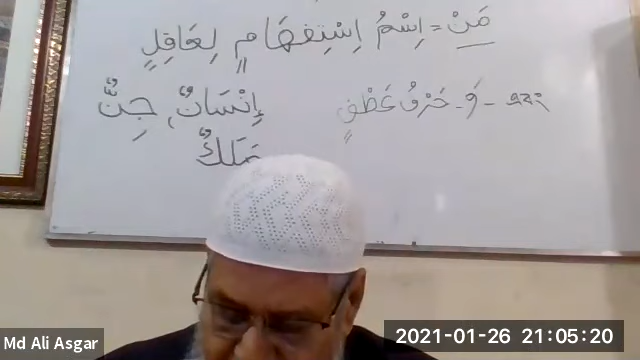 مَنْ = اِسْمُ اِسْتِفْهَامٍ لِعَاقِلٍ
وَ - حَرْفُ عَطْفٍ
إِنْسَانٌ، جِنٌّ
مَلَكٌ
Md Ali Asgar
2021-01-26 21:05:20